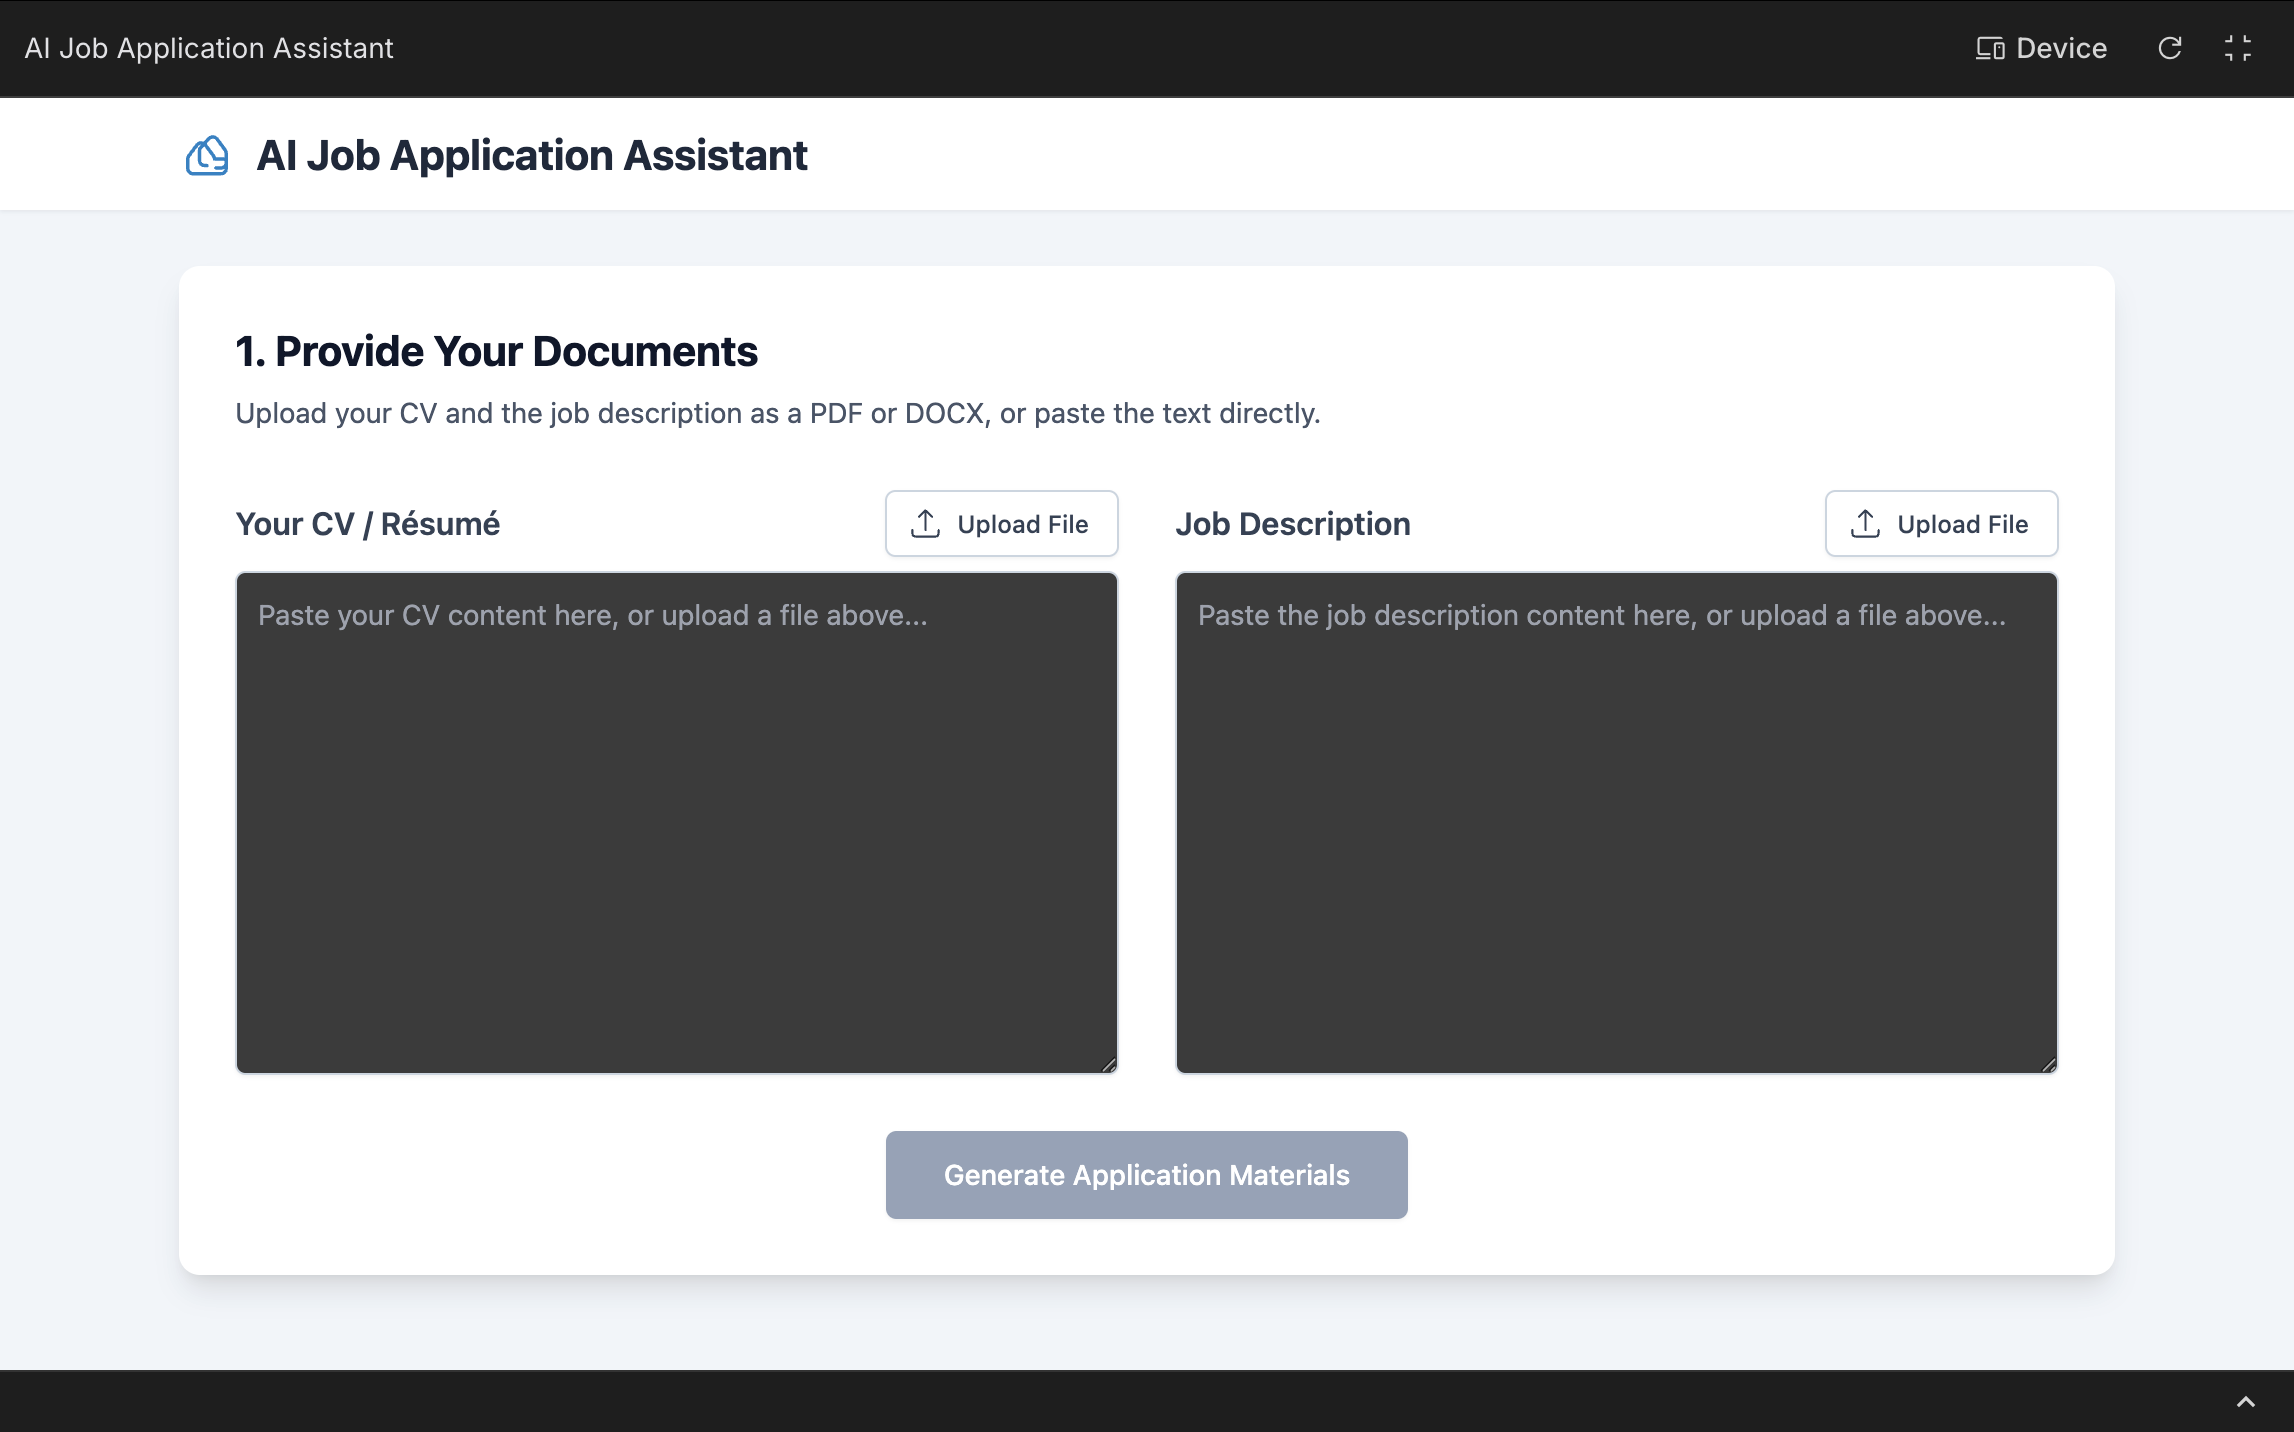 AI Job Application Assistant
Device
AI Job Application Assistant
1. Provide Your Documents
Upload your CV and the job description as a PDF or DOCX, or paste the text directly.
Your CV / Résumé
Upload File
Job Description
Upload File
Paste your CV content here, or upload a file above...
Paste the job description content here, or upload a file above...
Generate Application Materials